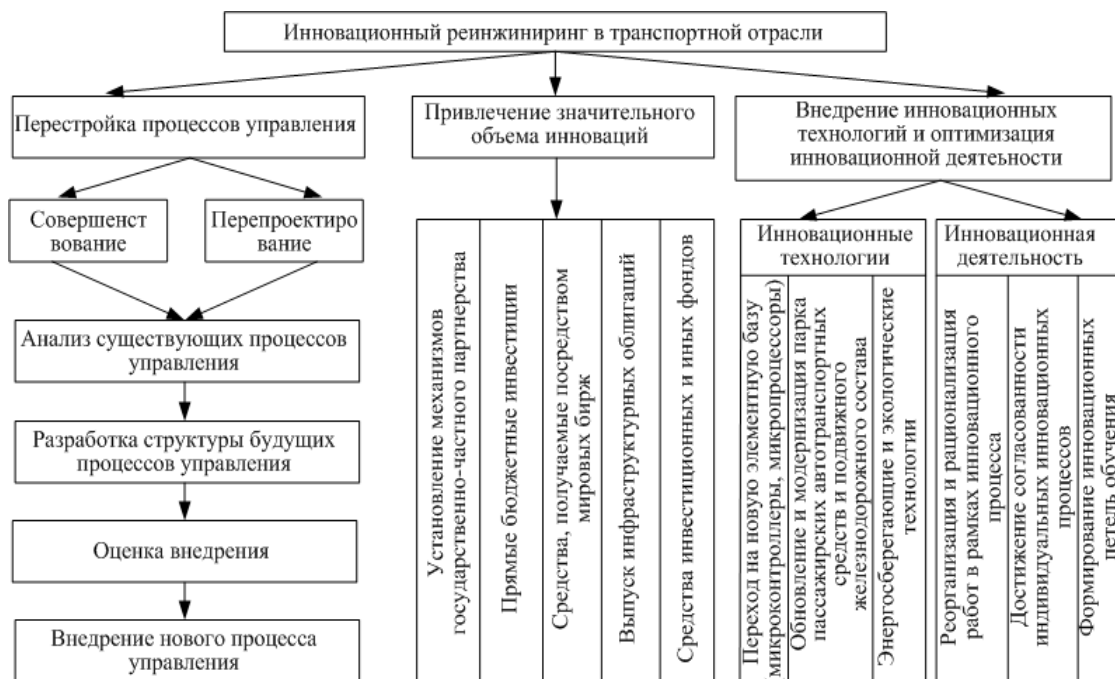 Инновационный реинжиниринг в транспортной отрасли
Перестройка процессов управления
Совершенст
вование
Перепроектиро
вание
Анализ существующих процессов
управления
Разработка структуры будущих
процессов управления
Оценка внедрения
Внедрение нового процесса
управления
Привлечение значительного
объема инноваций
Установление механизмов
государственно-частного партнерства
Прямые бюджетные инвестиции
Средства, получаемые посредством
мировых бирж
Выпуск инфраструктурных облигаций
Средства инвестиционных и иных фондов
Внедрение инновационных
технологий и оптимизация
инновационной деятеьности
Инновационные
технологии
Переход на новую элементную базу
(микроконтроллеры, микропроцессоры)
Обновление и модернизация парка
пассажирских автотранспортных
средств и подвижного
железнодорожного состава
Энергосберегающие и экологические
технологии
Инновационная
деятельность
Реорганизация и рационализация
работ в рамках инновационного
процесса
Достижение согласованности
индивидуальных инновационных
процессов
Формирование инновационных
петель обучения